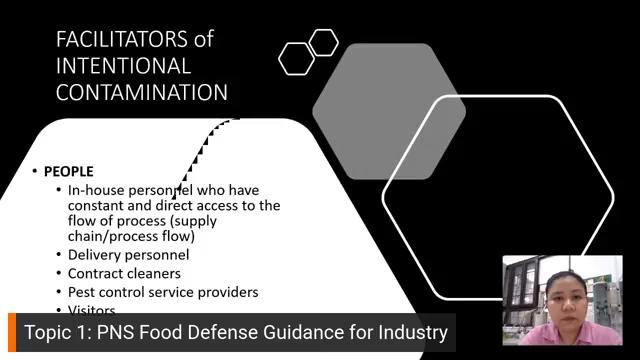 FACILITATORS of
INTENTIONAL
CONTAMINATION
• PEOPLE
• In-house personnel who have
constant and direct access to the
flow of process (supply
chain/process flow)
• Delivery personnel
• Contract cleaners
• Pest control service providers
• Visitors
Topic 1: PNS Food Defense Guidance for Industry